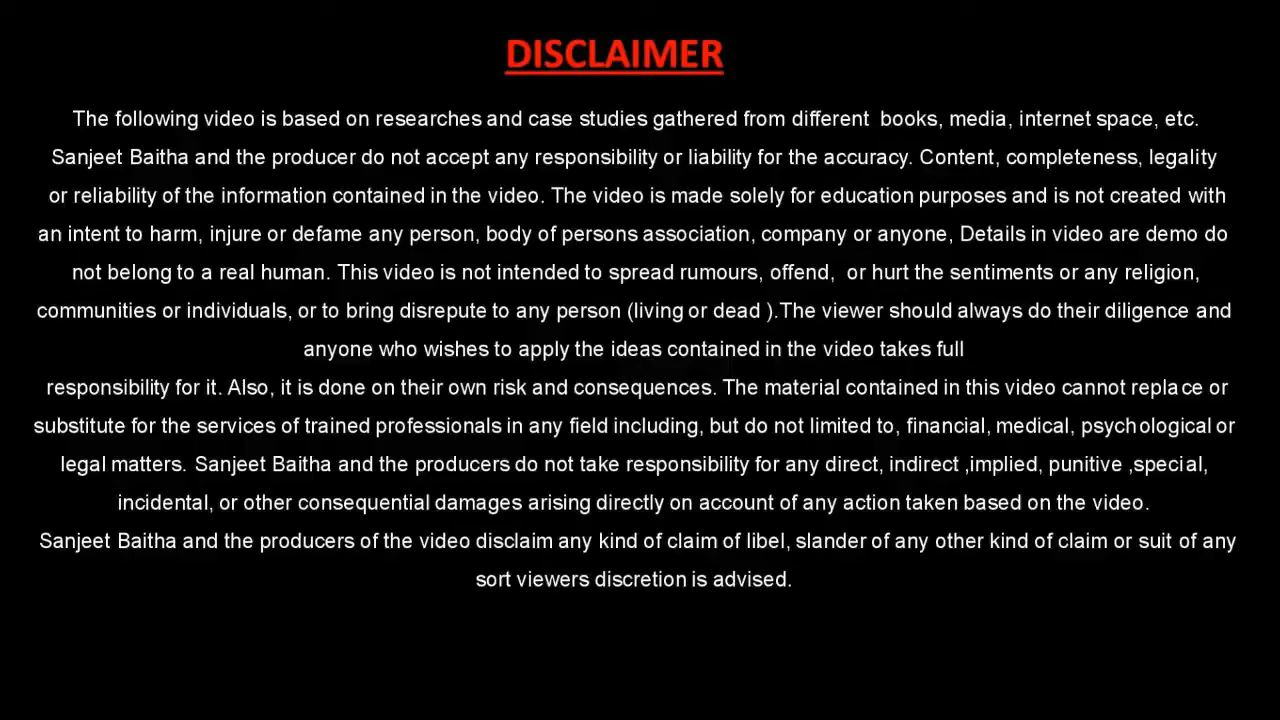 DISCLAIMER
The following video is based on researches and case studies gathered from different  books, media, internet space, etc.
Sanjeet Baitha and the producer do not accept any responsibility or liability for the accuracy. Content, completeness, legality
or reliability of the information contained in the video. The video is made solely for education purposes and is not created with
an intent to harm, injure or defame any person, body of persons association, company or anyone, Details in video are demo do
not belong to a real human. This video is not intended to spread rumours, offend,  or hurt the sentiments or any religion,
communities or individuals, or to bring disrepute to any person (living or dead ).The viewer should always do their diligence and
anyone who wishes to apply the ideas contained in the video takes full
responsibility for it. Also, it is done on their own risk and consequences. The material contained in this video cannot replace or
substitute for the services of trained professionals in any field including, but do not limited to, financial, medical, psychological or
legal matters. Sanjeet Baitha and the producers do not take responsibility for any direct, indirect ,implied, punitive ,special,
incidental, or other consequential damages arising directly on account of any action taken based on the video.
Sanjeet Baitha and the producers of the video disclaim any kind of claim of libel, slander of any other kind of claim or suit of any
sort viewers discretion is advised.